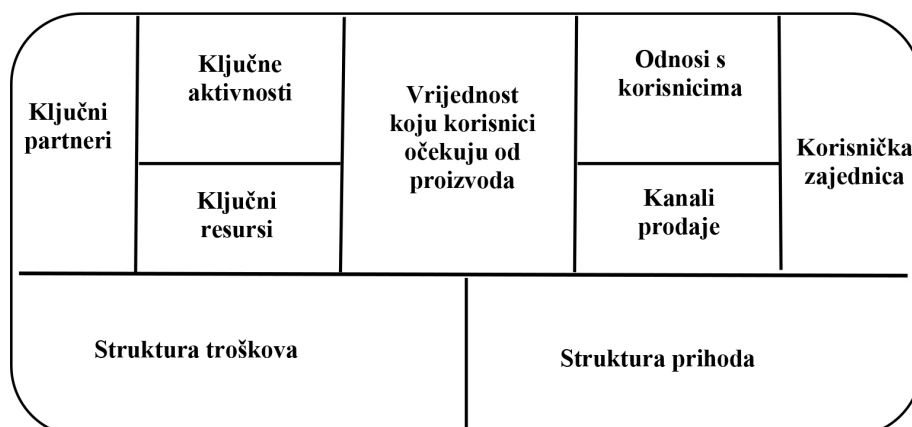 Ključni
partneri
Ključne
aktivnosti
Ključni
resursi
Vrijednost
koju korisnici
očekuju od
proizvoda
Odnosi s
korisnicima
Kanali
prodaje
Korisnička
zajednica
Struktura troškova
Struktura prihoda